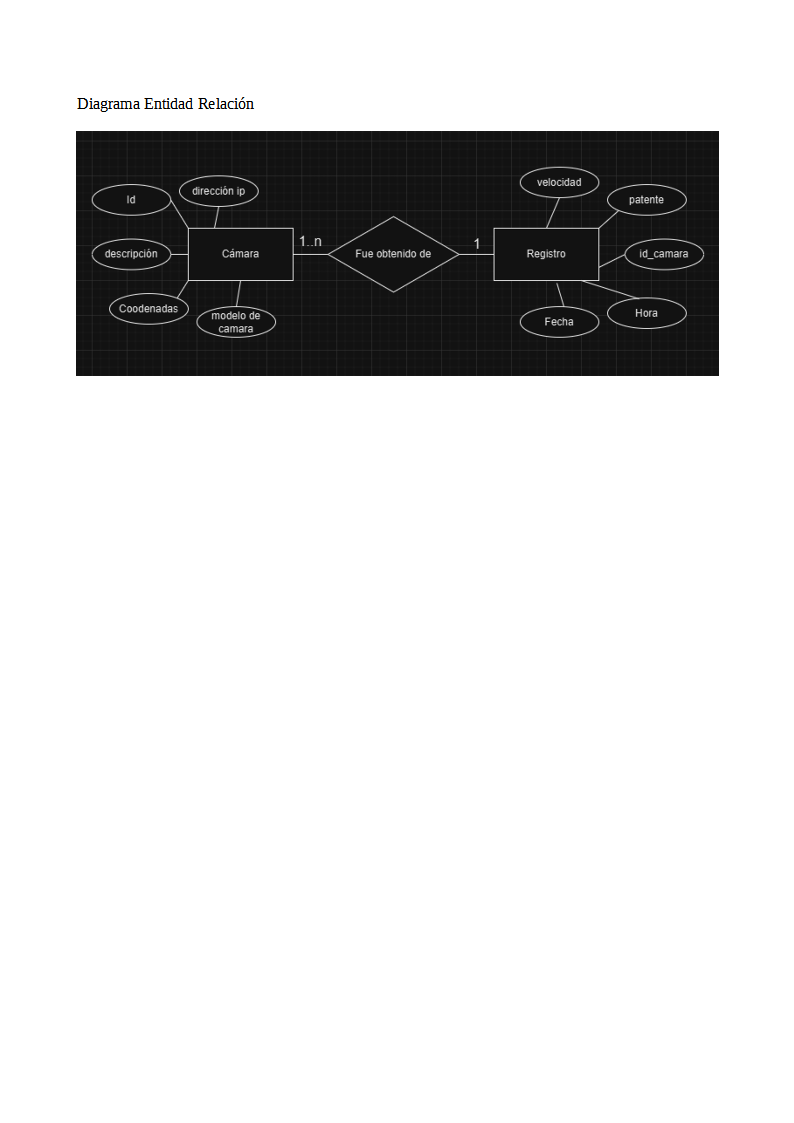 Diagrama Entidad Relación
Id
dirección ip
descripción
Cámara
Coodenadas
modelo de
camara
1..n
Fue obtenido de
1
velocidad
patente
Registro
id_camara
Fecha
Hora